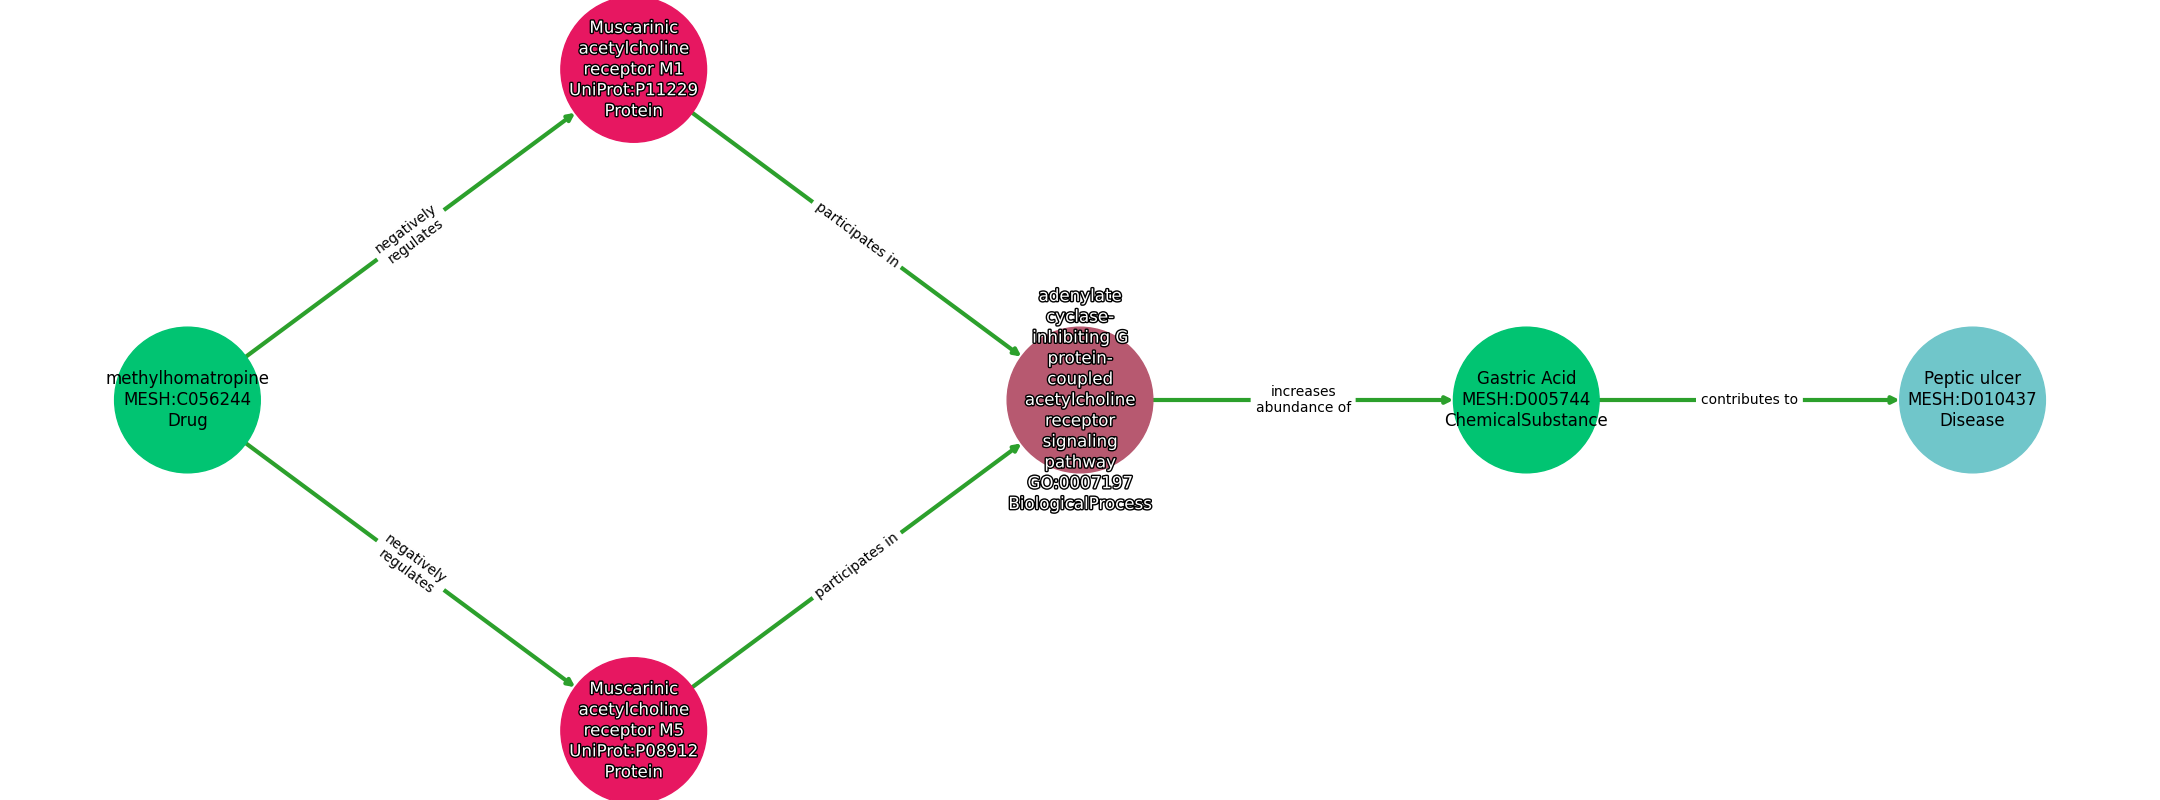 Muscarinic
acetylcholine
receptor M1
UniProt:P11229
Protein
negatively
regulates
participates in
methylhomatropine
MESH:C056244
Drug
adenylate
cyclase-
inhibiting G
protein-
coupled
acetylcholine
receptor
signaling
pathway
GO:0007197
BiologicalProcess
increases
abundance of
Gastric Acid
MESH:D005744
ChemicalSubstance
contributes to
Peptic ulcer
MESH:D010437
Disease
negatively
regulates
participates in
Muscarinic
acetylcholine
receptor M5
UniProt:P08912
Protein